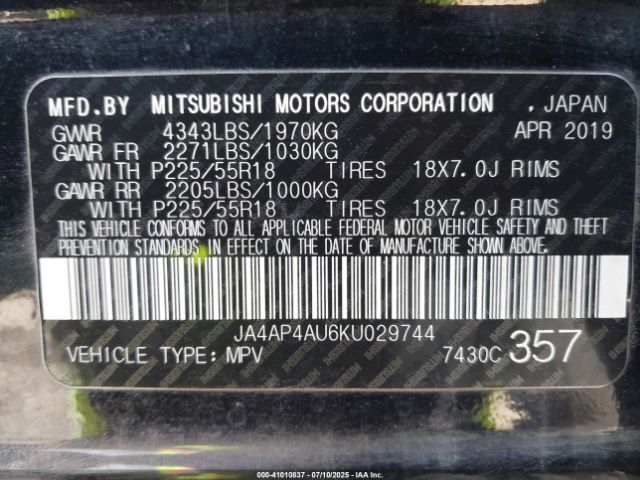 MFD.BY MITSUBISHI MOTORS CORPORATION , JAPAN
GVWR 4343LBS/1970KG APR 2019
GAWR FR 2271LBS/1030KG
WITH P225/55R18 TIRES 18X7.0J RIMS
GAWR RR 2205LBS/1000KG
WITH P225/55R18 TIRES 18X7.0J RIMS
THIS VEHICLE CONFORMS TO ALL APPLICABLE FEDERAL MOTOR VEHICLE SAFETY AND THEFT
PREVENTION STANDARDS IN EFFECT ON THE DATE OF MANUFACTURE SHOWN ABOVE.
JA4AP4AU6KU029744
VEHICLE TYPE: MPV 7430C 357
000-41010837 - 07/10/2025 - IAA Corp.